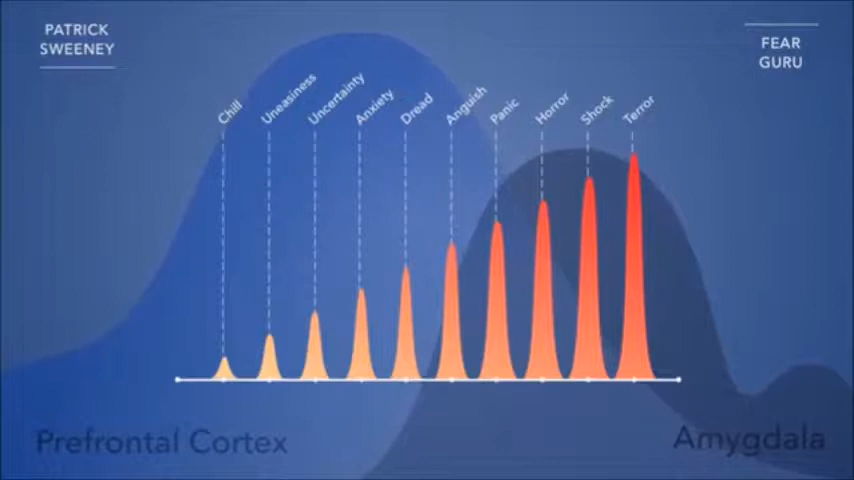 PATRICK
SWEENEY
FEAR
GURU
Chill
Uneasiness
Uncertainty
Anxiety
Dread
Anguish
Panic
Horror
Shock
Terror
Prefrontal Cortex
Amygdala